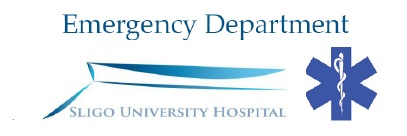 Emergency Department
SLIGO UNIVERSITY HOSPITAL